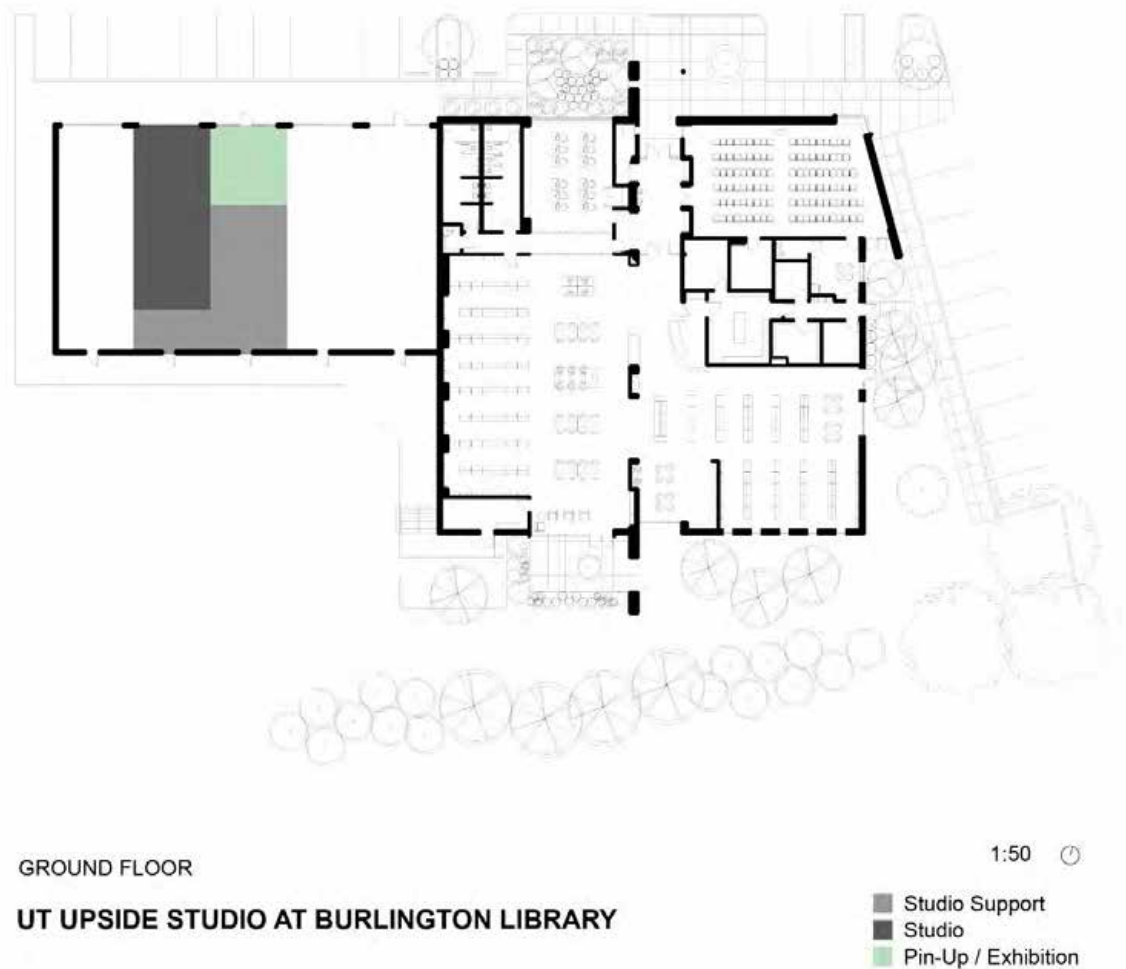 GROUND FLOOR
1:50
UT UPSIDE STUDIO AT BURLINGTON LIBRARY
Studio Support
Studio
Pin-Up / Exhibition